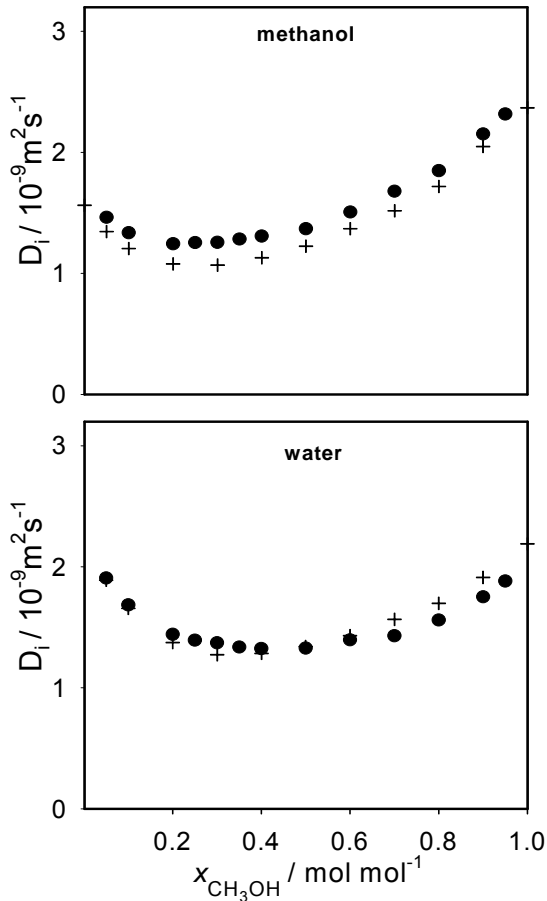 methanol
3
2
1
0
D_i / 10^-9 m^2 s^-1
water
3
2
1
0
D_i / 10^-9 m^2 s^-1
0.2 0.4 0.6 0.8 1.0
x_CH_3OH / mol mol^-1